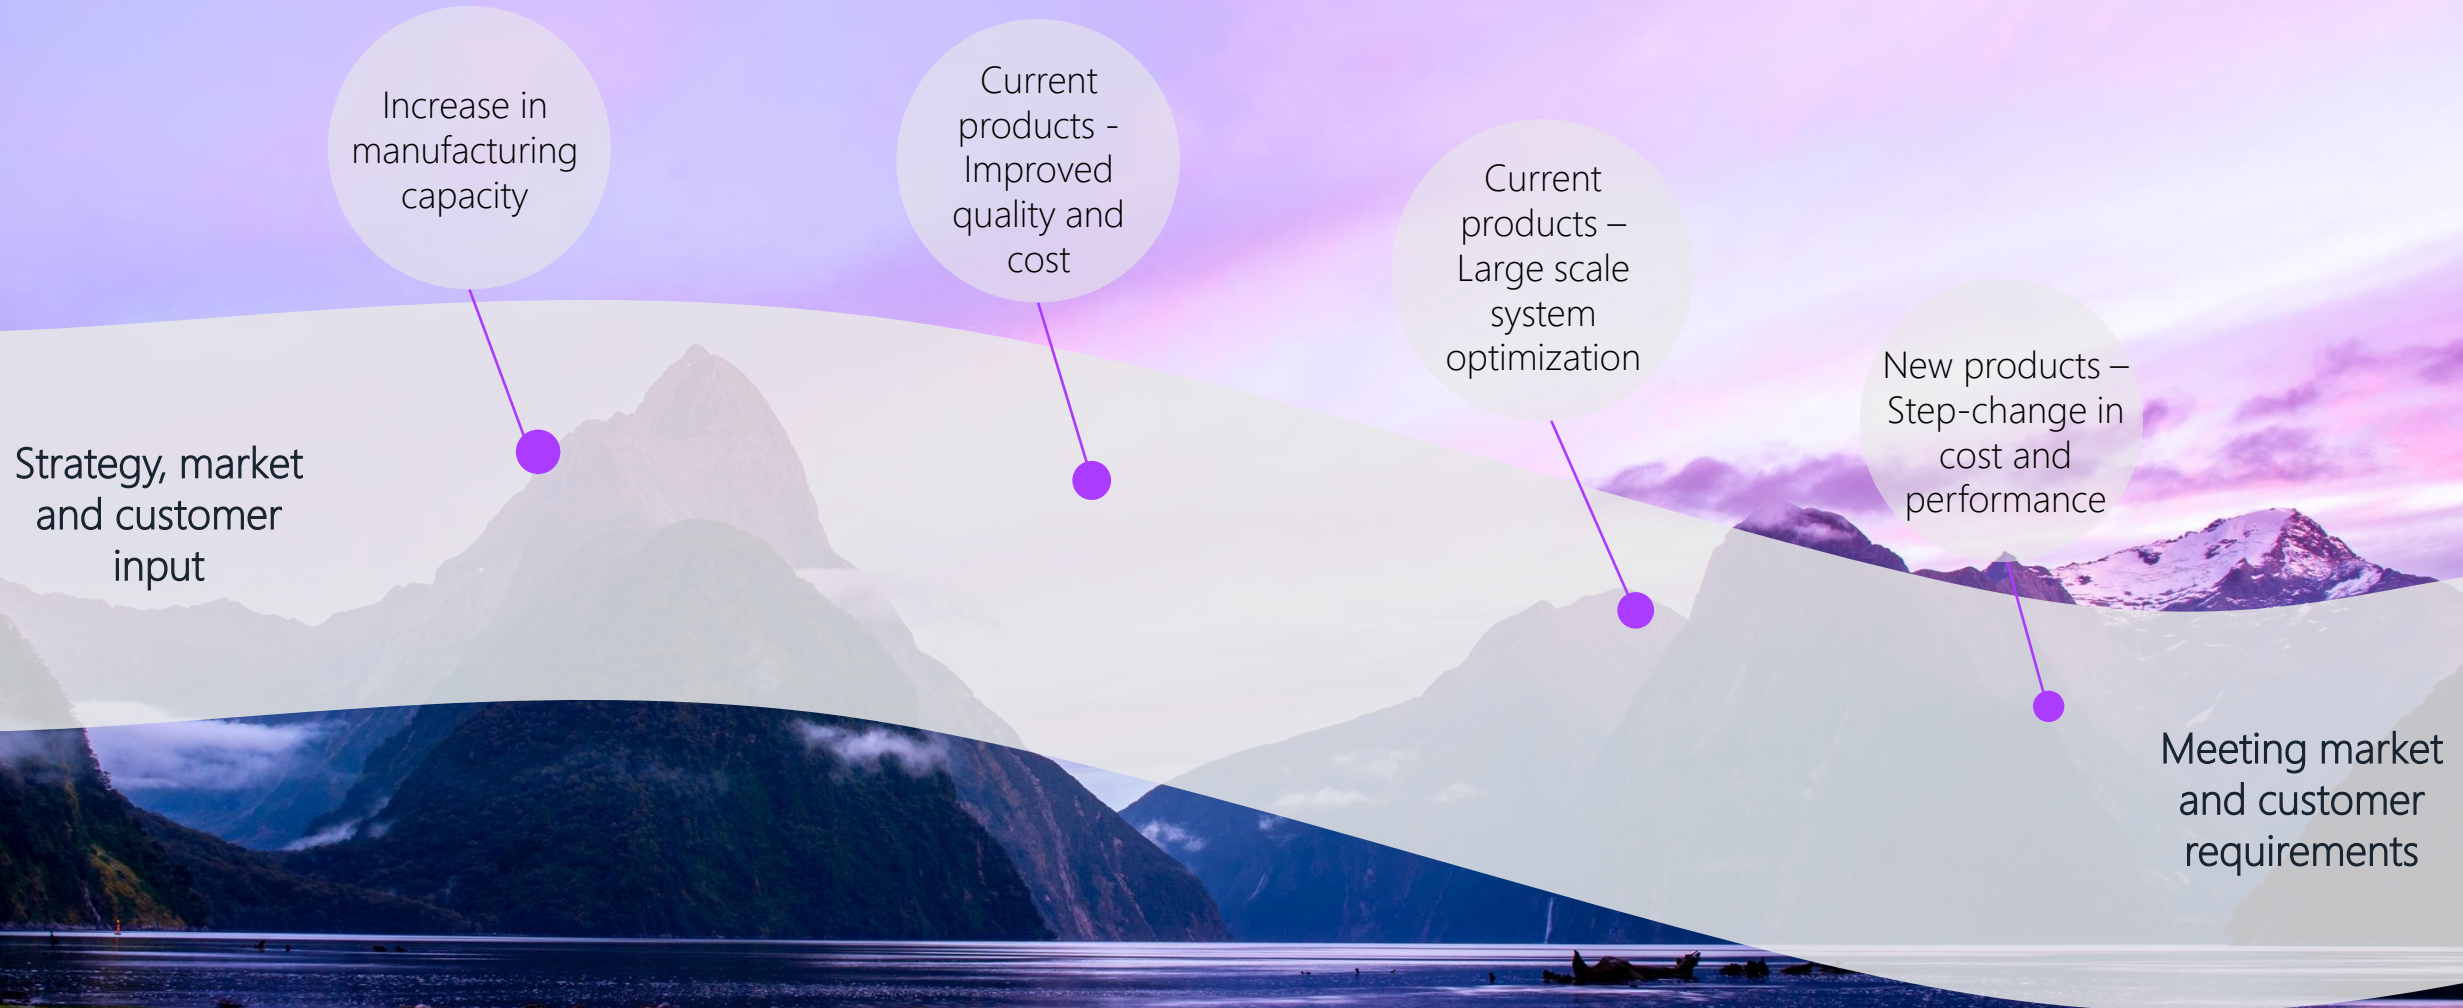 Strategy, market
and customer
input
Increase in
manufacturing
capacity
Current
products -
Improved
quality and
cost
Current
products –
Large scale
system
optimization
New products –
Step-change in
cost and
performance
Meeting market
and customer
requirements